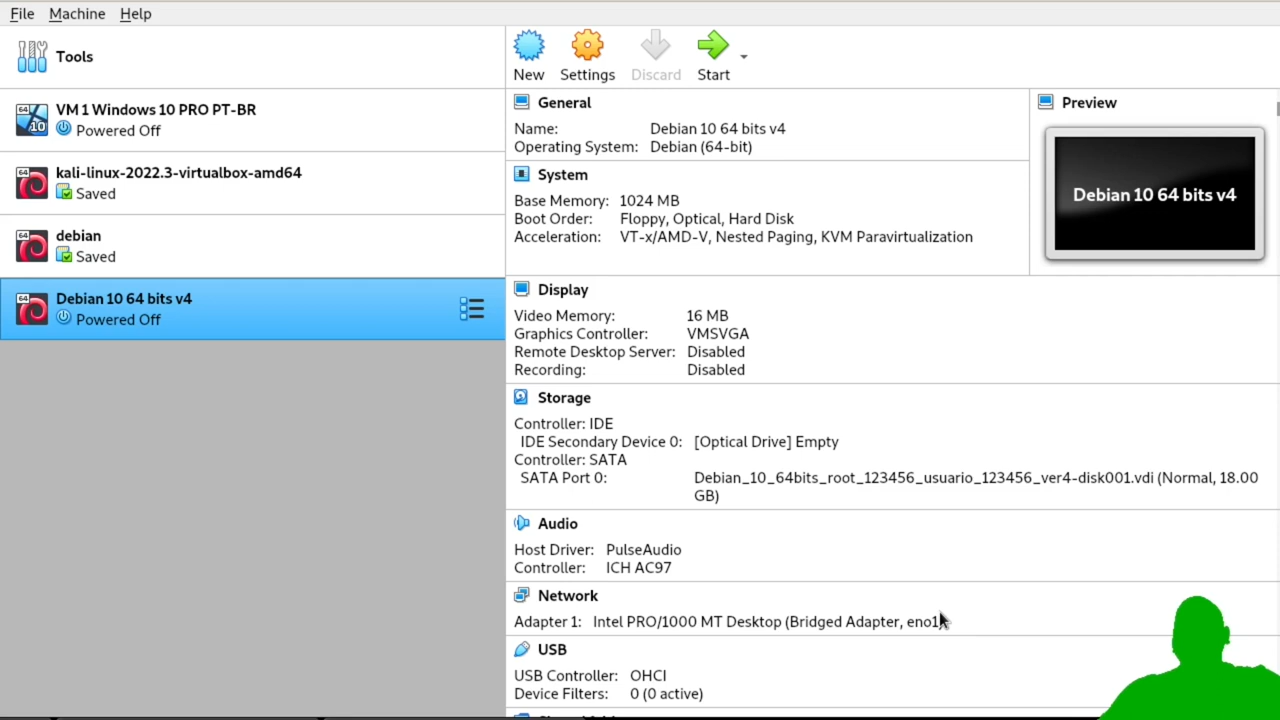 File Machine Help
Tools
VM 1 Windows 10 PRO PT-BR
Powered Off
kali-linux-2022.3-virtualbox-amd64
Saved
debian
Saved
Debian 10 64 bits v4
Powered Off
New Settings Discard Start
General
Name: Debian 10 64 bits v4
Operating System: Debian (64-bit)
System
Base Memory: 1024 MB
Boot Order: Floppy, Optical, Hard Disk
Acceleration: VT-x/AMD-V, Nested Paging, KVM Paravirtualization
Preview
Debian 10 64 bits v4
Display
Video Memory: 16 MB
Graphics Controller: VMSVGA
Remote Desktop Server: Disabled
Recording: Disabled
Storage
Controller: IDE
IDE Secondary Device 0: [Optical Drive] Empty
Controller: SATA
SATA Port 0: Debian_10_64bits_root_123456_usuario_123456_ver4-disk001.vdi (Normal, 18.00
GB)
Audio
Host Driver: PulseAudio
Controller: ICH AC97
Network
Adapter 1: Intel PRO/1000 MT Desktop (Bridged Adapter, eno1)
USB
USB Controller: OHCI
Device Filters: 0 (0 active)